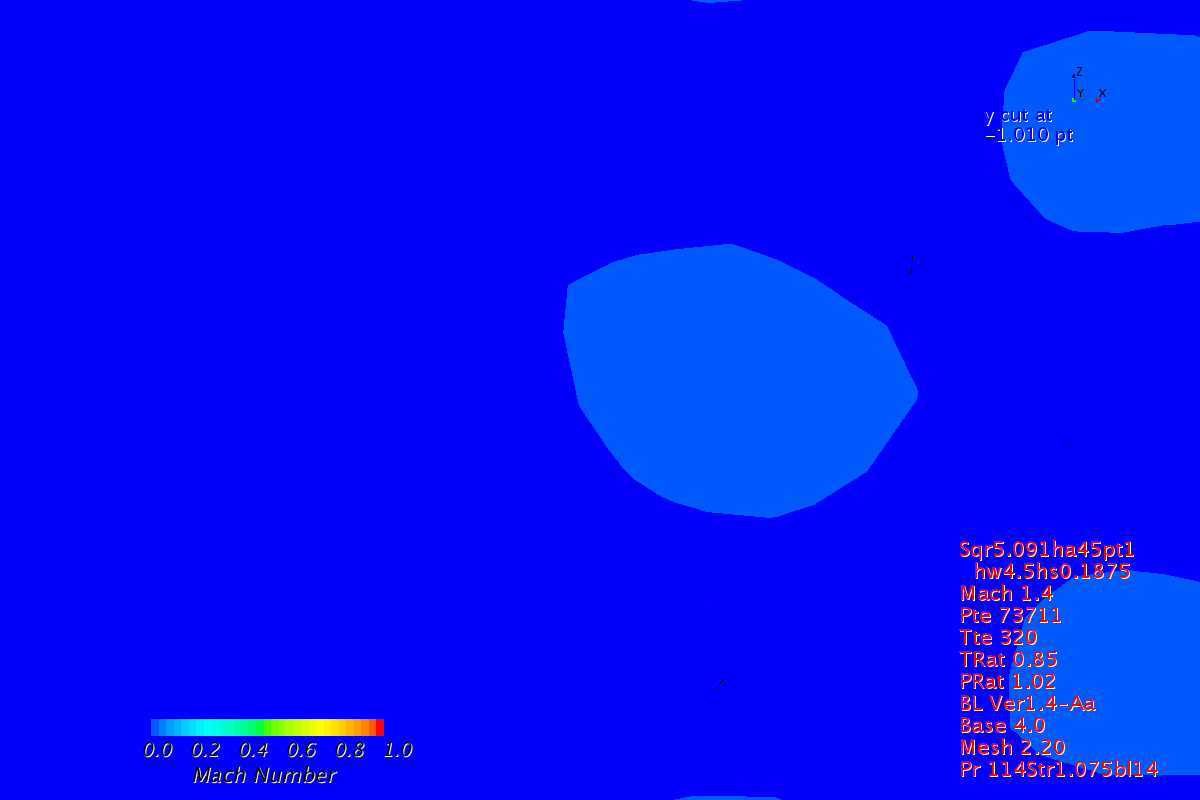 Z
Y X
y cut at
-1.010 pt
Sqr5.091ha45pt1
hw4.5hs0.1875
Mach 1.4
Pte 73711
Tte 320
TRat 0.85
PRat 1.02
BL Ver1.4-Aa
Base 4.0
Mesh 2.20
Pr 114Str1.075bl14
0.0 0.2 0.4 0.6 0.8 1.0
Mach Number